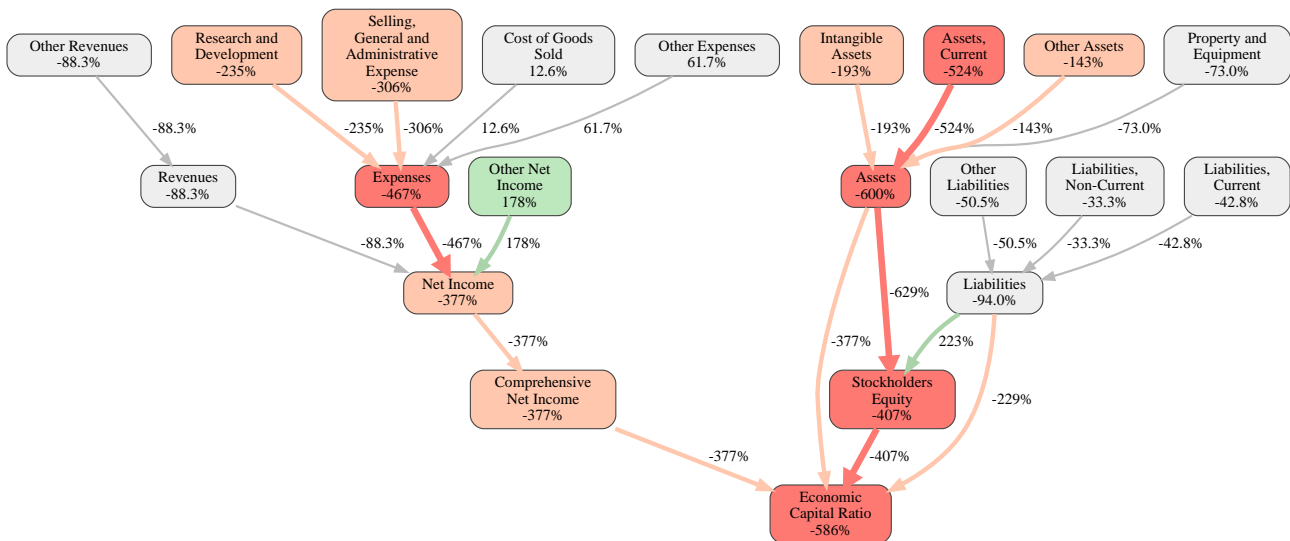 Other Revenues
-88.3%
Research and
Development
-235%
Selling,
General and
Administrative
Expense
-306%
Cost of Goods
Sold
12.6%
Other Expenses
61.7%
Intangible
Assets
-193%
Assets,
Current
-524%
Other Assets
-143%
Property and
Equipment
-73.0%
-88.3%
-235%
-306%
12.6%
61.7%
-193%
-524%
-143%
-73.0%
Revenues
-88.3%
Expenses
-467%
Other Net
Income
178%
Assets
-600%
Other
Liabilities
-50.5%
Liabilities,
Non-Current
-33.3%
Liabilities,
Current
-42.8%
-88.3%
-467%
178%
-50.5%
-33.3%
-42.8%
Net Income
-377%
-629%
Liabilities
-94.0%
-377%
-377%
223%
Comprehensive
Net Income
-377%
Stockholders
Equity
-407%
-229%
-377%
-407%
Economic
Capital Ratio
-586%